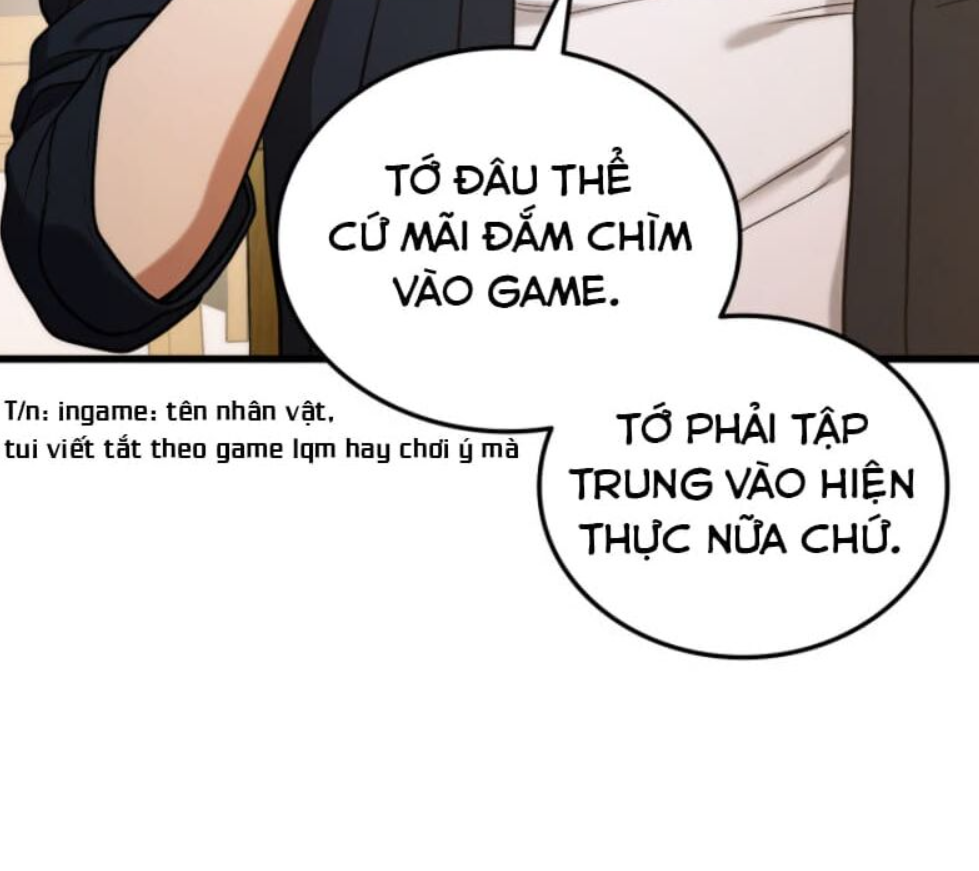 TỚ ĐÂU THỂ
CỨ MÃI ĐẮM CHÌM
VÀO GAME.
T/n: ingame: tên nhân vật,
tui viết tắt theo game lqm hay chơi ý mà
TỚ PHẢI TẬP
TRUNG VÀO HIỆN
THỰC NỮA CHỨ.